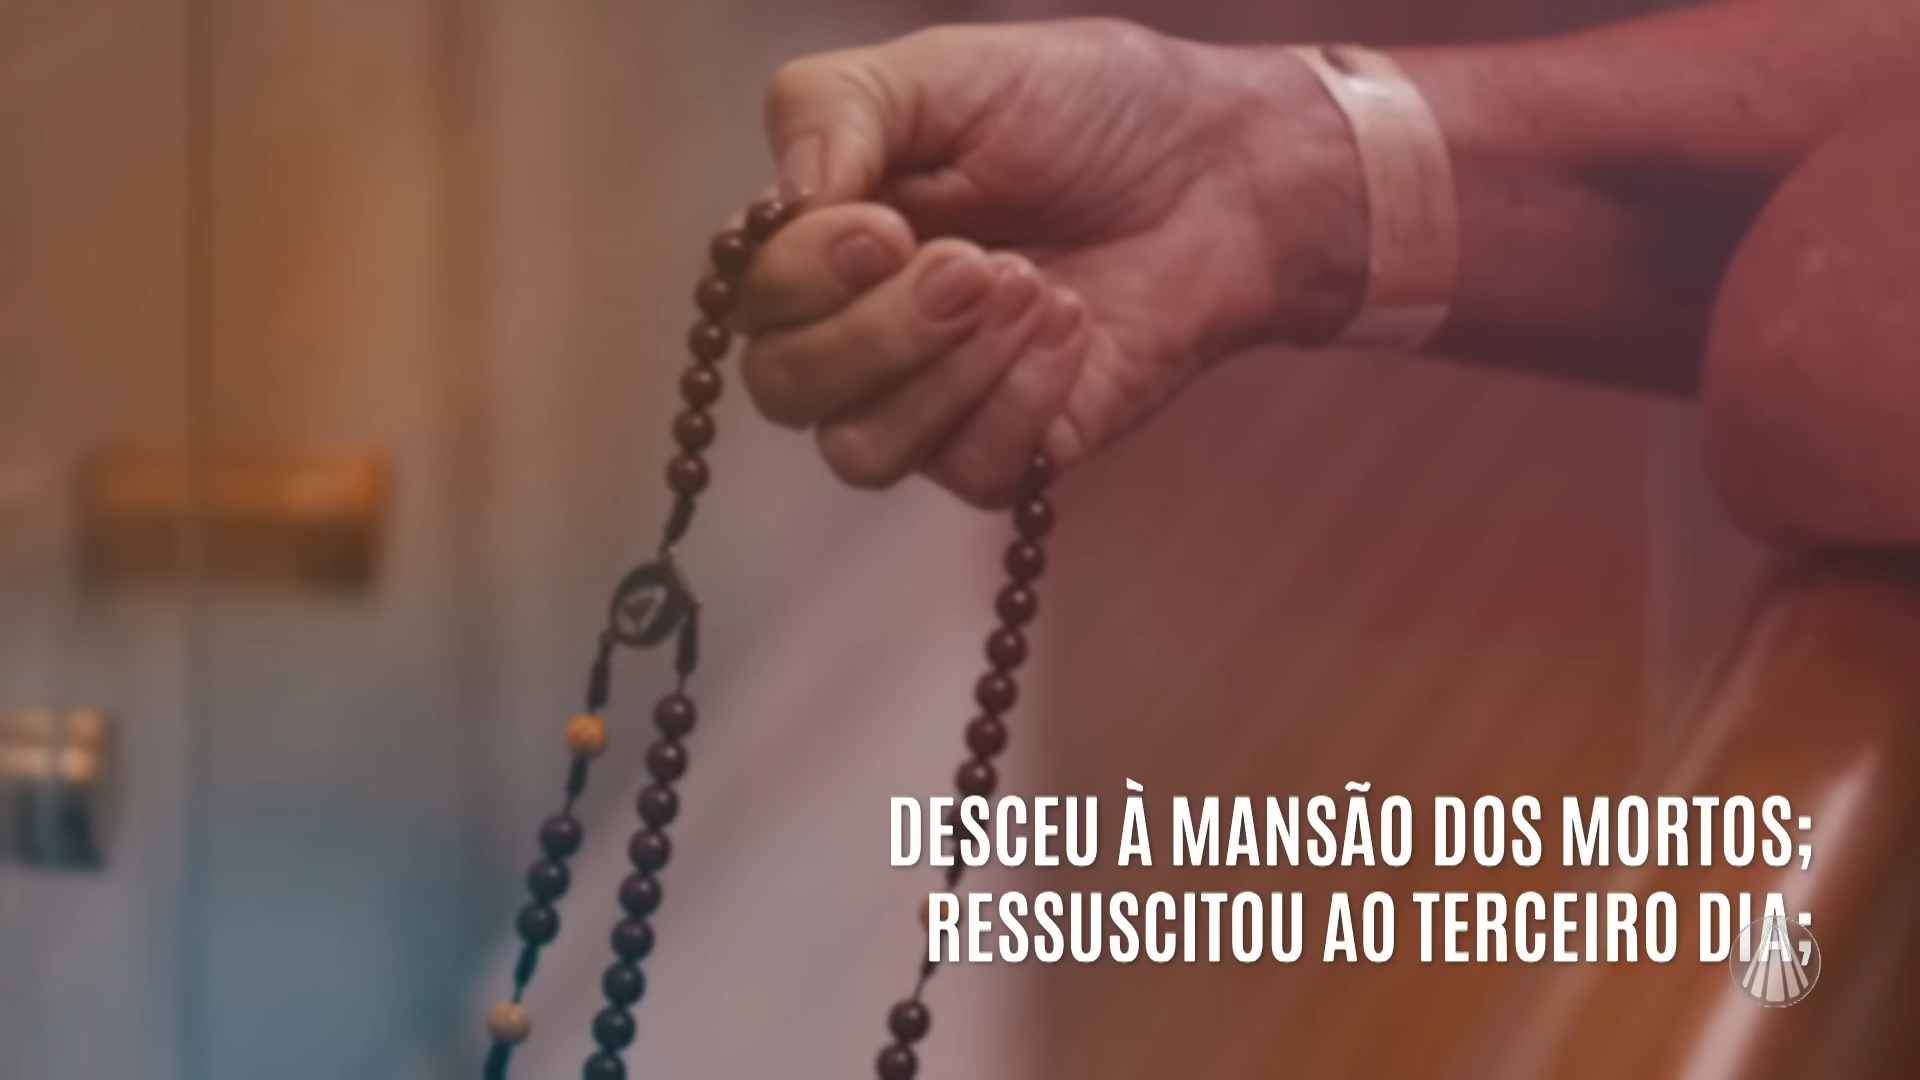 DESCEU À MANSÃO DOS MORTOS;
RESSUSCITOU AO TERCEIRO DIA;